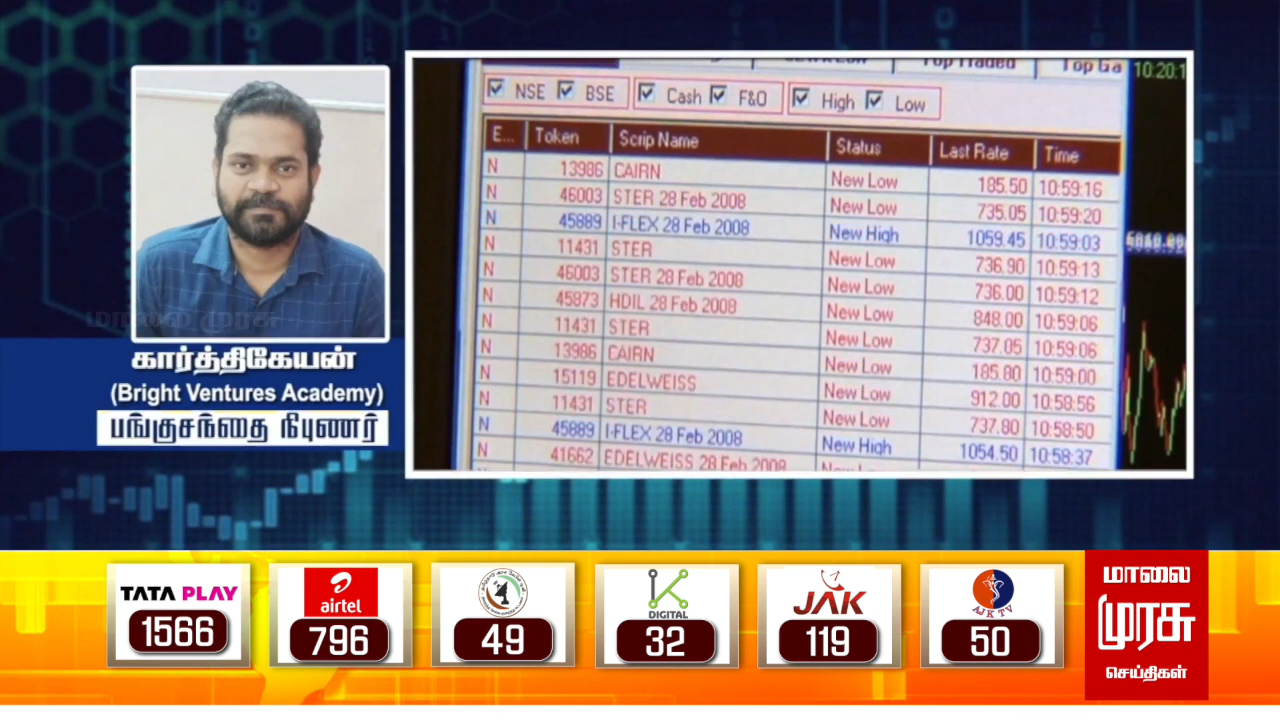 மாலை முரசு
கார்த்திகேயன்
(Bright Ventures Academy)
பங்குசந்தை நிபுணர்
Top Traded
10:20:1
NSE BSE Cash F&O High Low
E... Token Scrip Name Status Last Rate Time
N 13986 CAIRN New Low 185.50 10:59:16
N 46003 STER 28 Feb 2008 New Low 735.05 10:59:20
N 45889 I-FLEX 28 Feb 2008 New High 1059.45 10:59:03
N 11431 STER New Low 736.90 10:59:13
N 46003 STER 28 Feb 2008 New Low 736.00 10:59:12
N 45873 HDIL 28 Feb 2008 New Low 848.00 10:59:06
N 11431 STER New Low 737.05 10:59:06
N 13986 CAIRN New Low 185.80 10:59:00
N 15119 EDELWEISS New Low 912.00 10:58:56
N 11431 STER New Low 737.80 10:58:50
N 45889 I-FLEX 28 Feb 2008 New High 1054.50 10:58:37
N 41662 EDELWEISS 28 Feb 2008
TATA PLAY
1566
airtel
796
49
DIGITAL
32
JAK
119
AJK TV
50
மாலை
முரசு
செய்திகள்